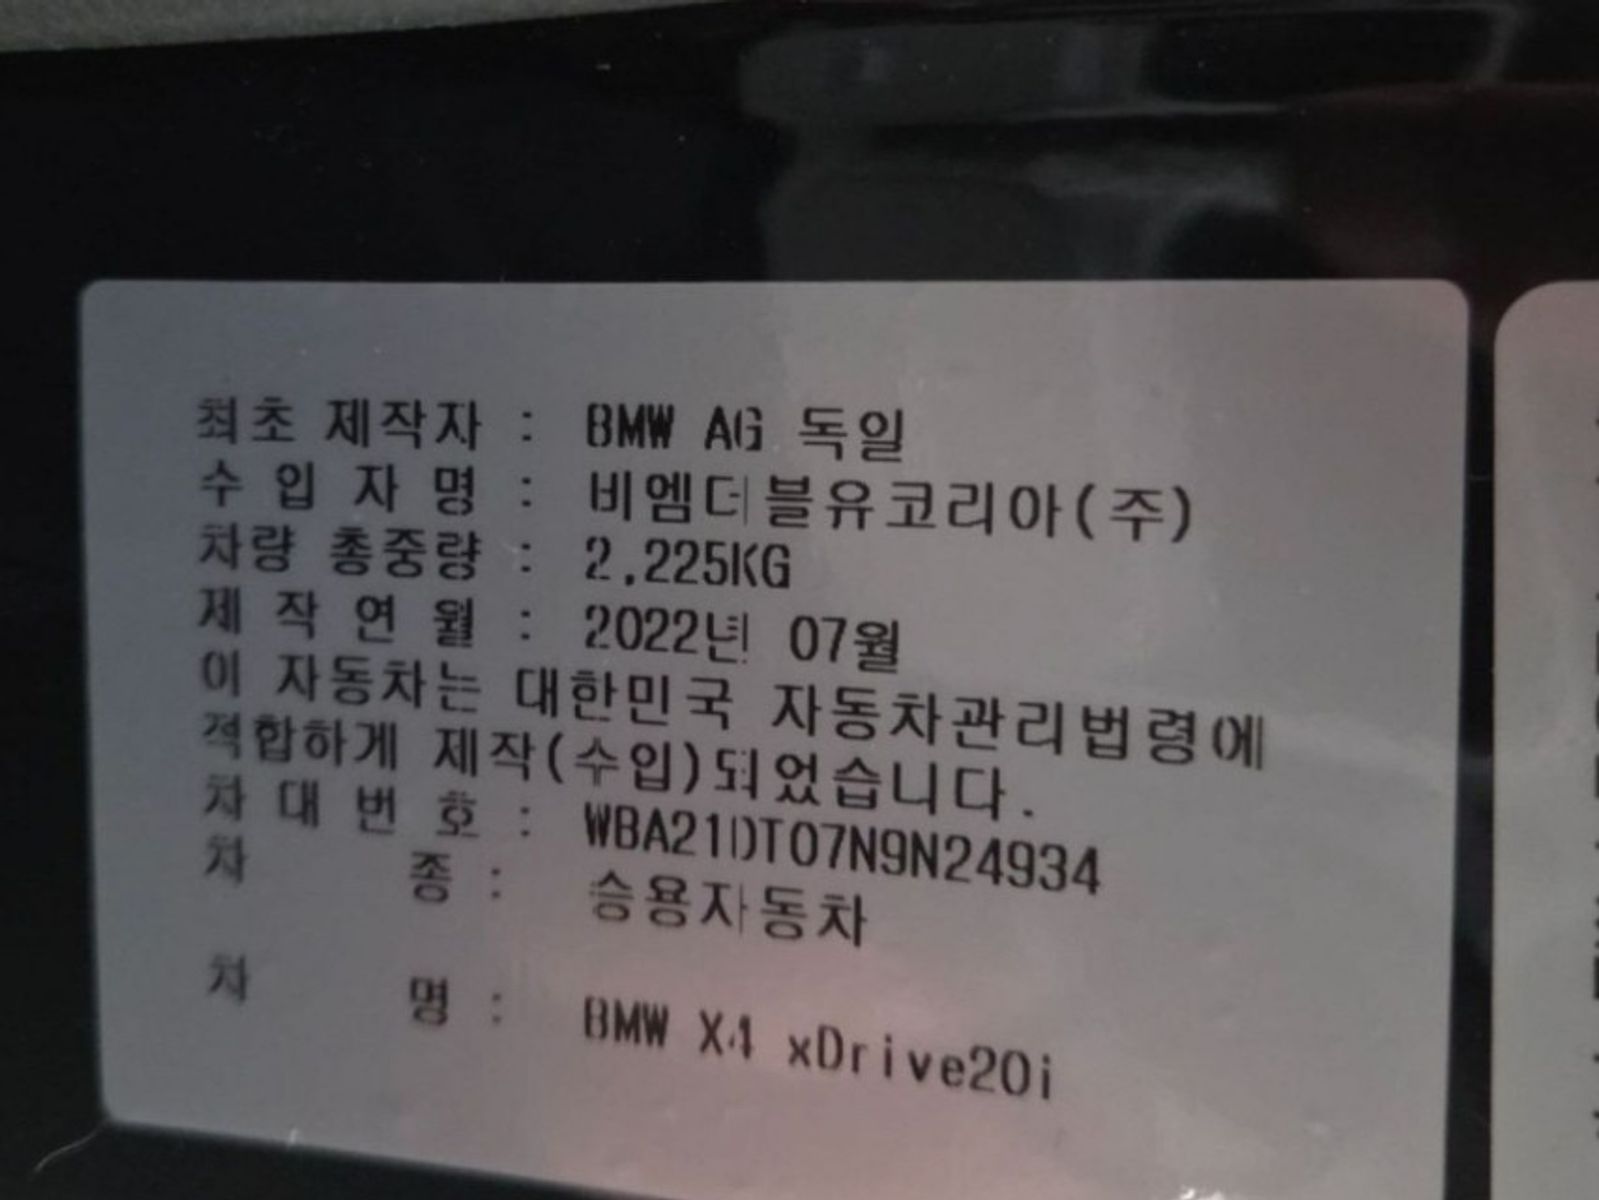 최초 제작자 : BMW AG 독일
수 입 자 명 : 비엠더블유코리아(주)
차량 총중량 : 2,225KG
제 작 연 월 : 2022년 07월
이 자동차는 대한민국 자동차관리법령에
적합하게 제작(수입)되었습니다.
차 대 번 호 : WBA21DT07N9N24934
차 종 : 승용자동차
차 명 : BMW X4 xDrive20i